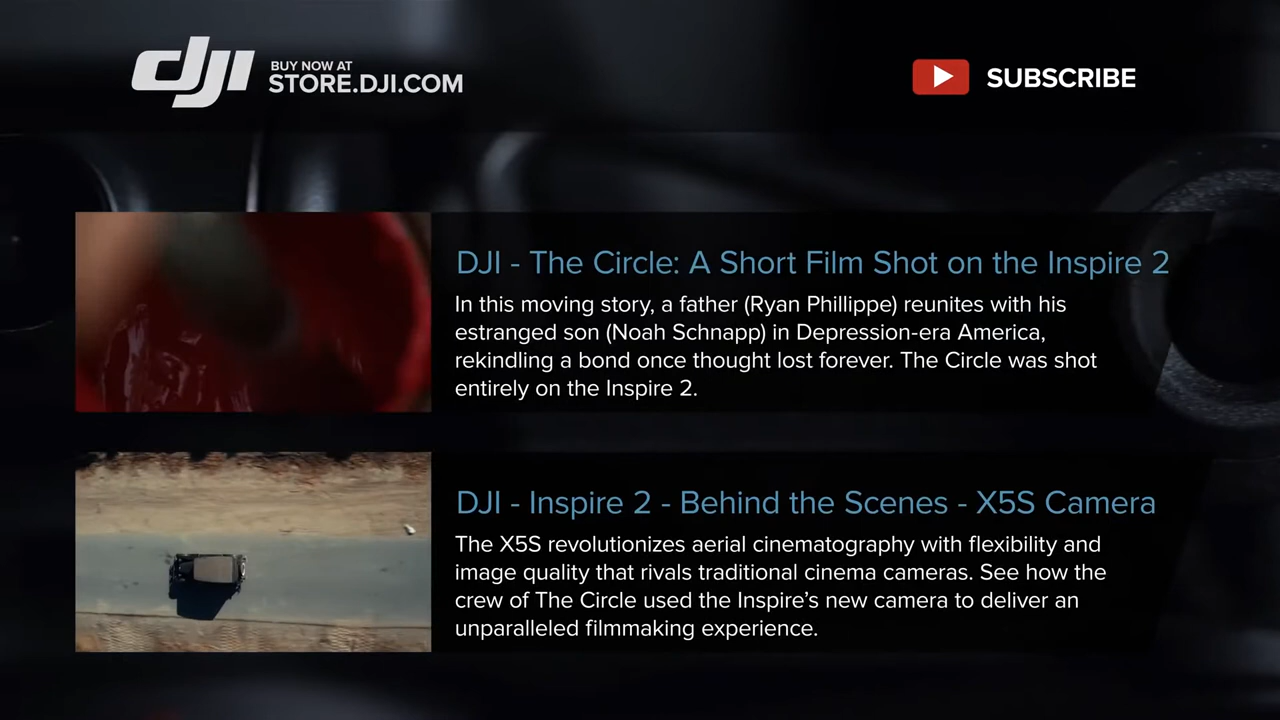 dji
BUY NOW AT
STORE.DJI.COM
SUBSCRIBE
DJI - The Circle: A Short Film Shot on the Inspire 2
In this moving story, a father (Ryan Phillippe) reunites with his
estranged son (Noah Schnapp) in Depression-era America,
rekindling a bond once thought lost forever. The Circle was shot
entirely on the Inspire 2.
DJI - Inspire 2 - Behind the Scenes - X5S Camera
The X5S revolutionizes aerial cinematography with flexibility and
image quality that rivals traditional cinema cameras. See how the
crew of The Circle used the Inspire’s new camera to deliver an
unparalleled filmmaking experience.